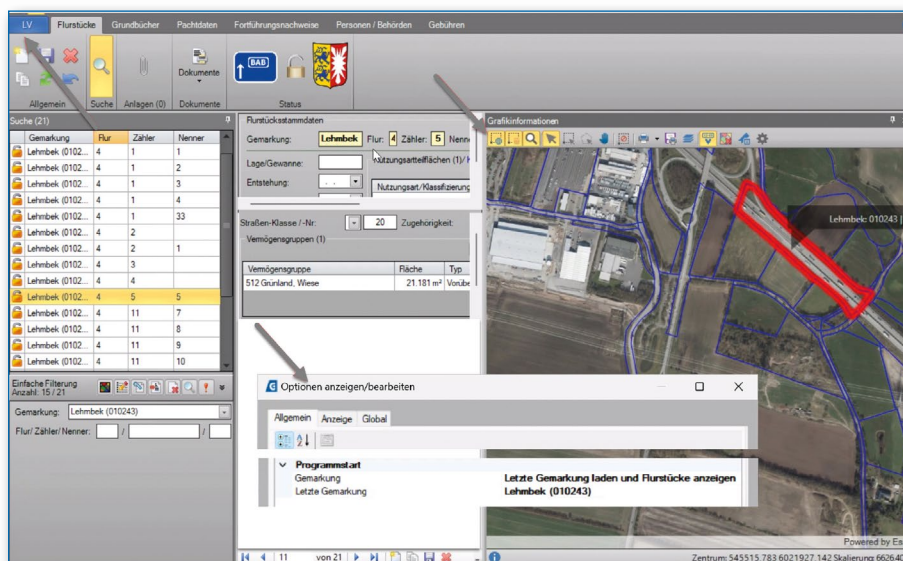 LV Flurstücke Grundbücher Pachtdaten Fortführungsnachweise Personen / Behörden Gebühren
BAB
Dokumente
Allgemein Suche Anlagen (0) Dokumente Status
Suche (21)
Gemarkung Flur Zähler Nenner
Lehmbek (0102... 4 1 1
Lehmbek (0102... 4 1 2
Lehmbek (0102... 4 1 3
Lehmbek (0102... 4 1 4
Lehmbek (0102... 4 1 33
Lehmbek (0102... 4 2
Lehmbek (0102... 4 2 1
Lehmbek (0102... 4 3
Lehmbek (0102... 4 4
Lehmbek (0102... 4 5 5
Lehmbek (0102... 4 11 7
Lehmbek (0102... 4 11 8
Lehmbek (0102... 4 11 9
Lehmbek (0102... 4 11 10
Einfache Filterung
Anzahl: 15 / 21
Gemarkung: Lehmbek (010243)
Flur/ Zähler/ Nenner: / /
Flurstücksstammdaten
Gemarkung: Lehmbek Flur: 4 Zähler: 5 Nenne
Lage/Gewanne:
Nutzungsarteilflächen (1)/
Entstehung: . .
Nutzungsart/Klassifizierung
Straßen-Klasse / -Nr: 20 Zugehörigkeit:
Vermögensgruppen (1)
Vermögensgruppe Fläche Typ
512 Grünland, Wiese 21.181 m² Vorübe
Optionen anzeigen/bearbeiten
Allgemein Anzeige Global
Programmstart
Gemarkung Letzte Gemarkung laden und Flurstücke anzeigen
Letzte Gemarkung Lehmbek (010243)
11 von 21
Grafikinformationen
Lehmbek: 010243 |
Powered by Es
Zentrum: 545515.783 6021927.142 Skalierung: 6626.40